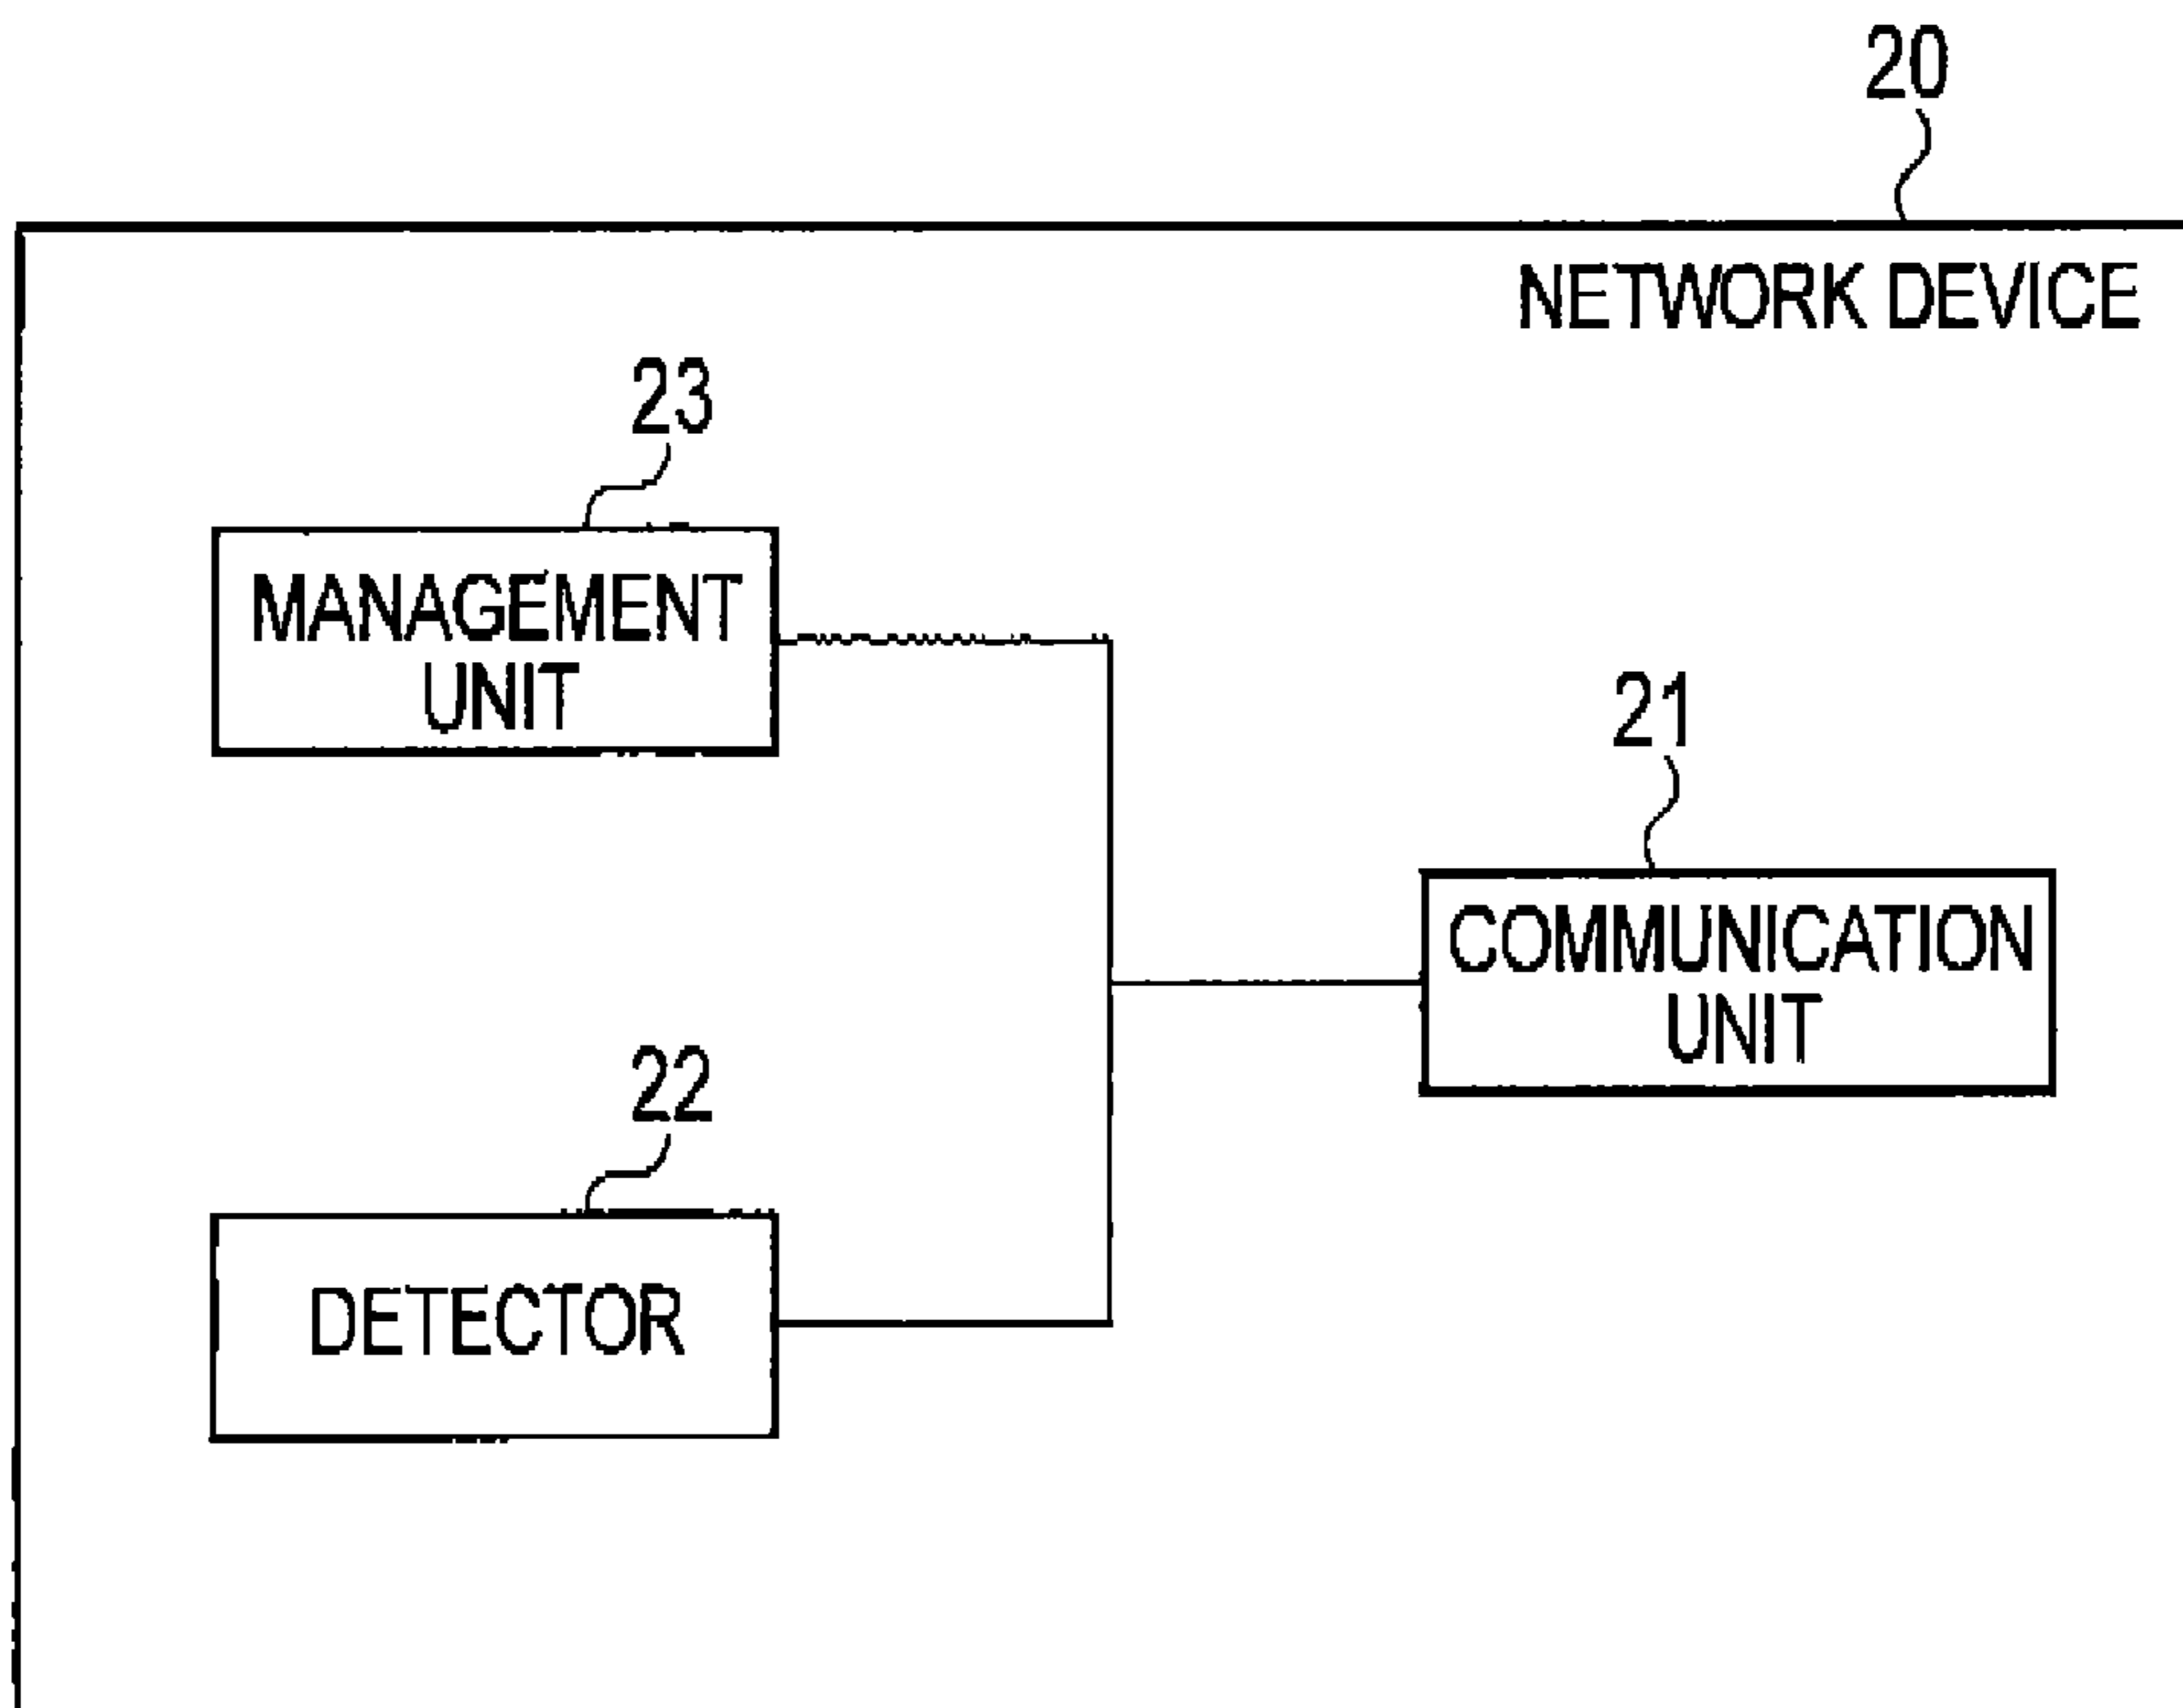 20
NETWORK DEVICE
23
MANAGEMENT
UNIT
21
COMMUNICATION
UNIT
22
DETECTOR